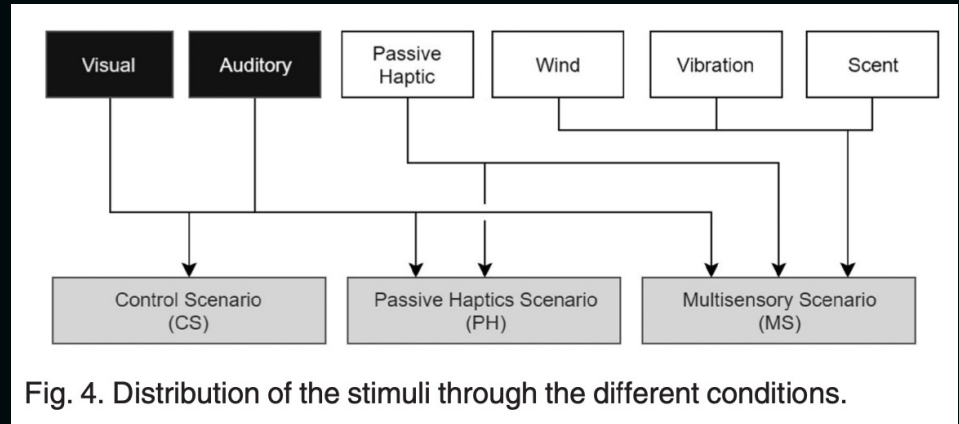 Visual
Auditory
Passive
Haptic
Wind
Vibration
Scent
Control Scenario
(CS)
Passive Haptics Scenario
(PH)
Multisensory Scenario
(MS)
Fig. 4. Distribution of the stimuli through the different conditions.